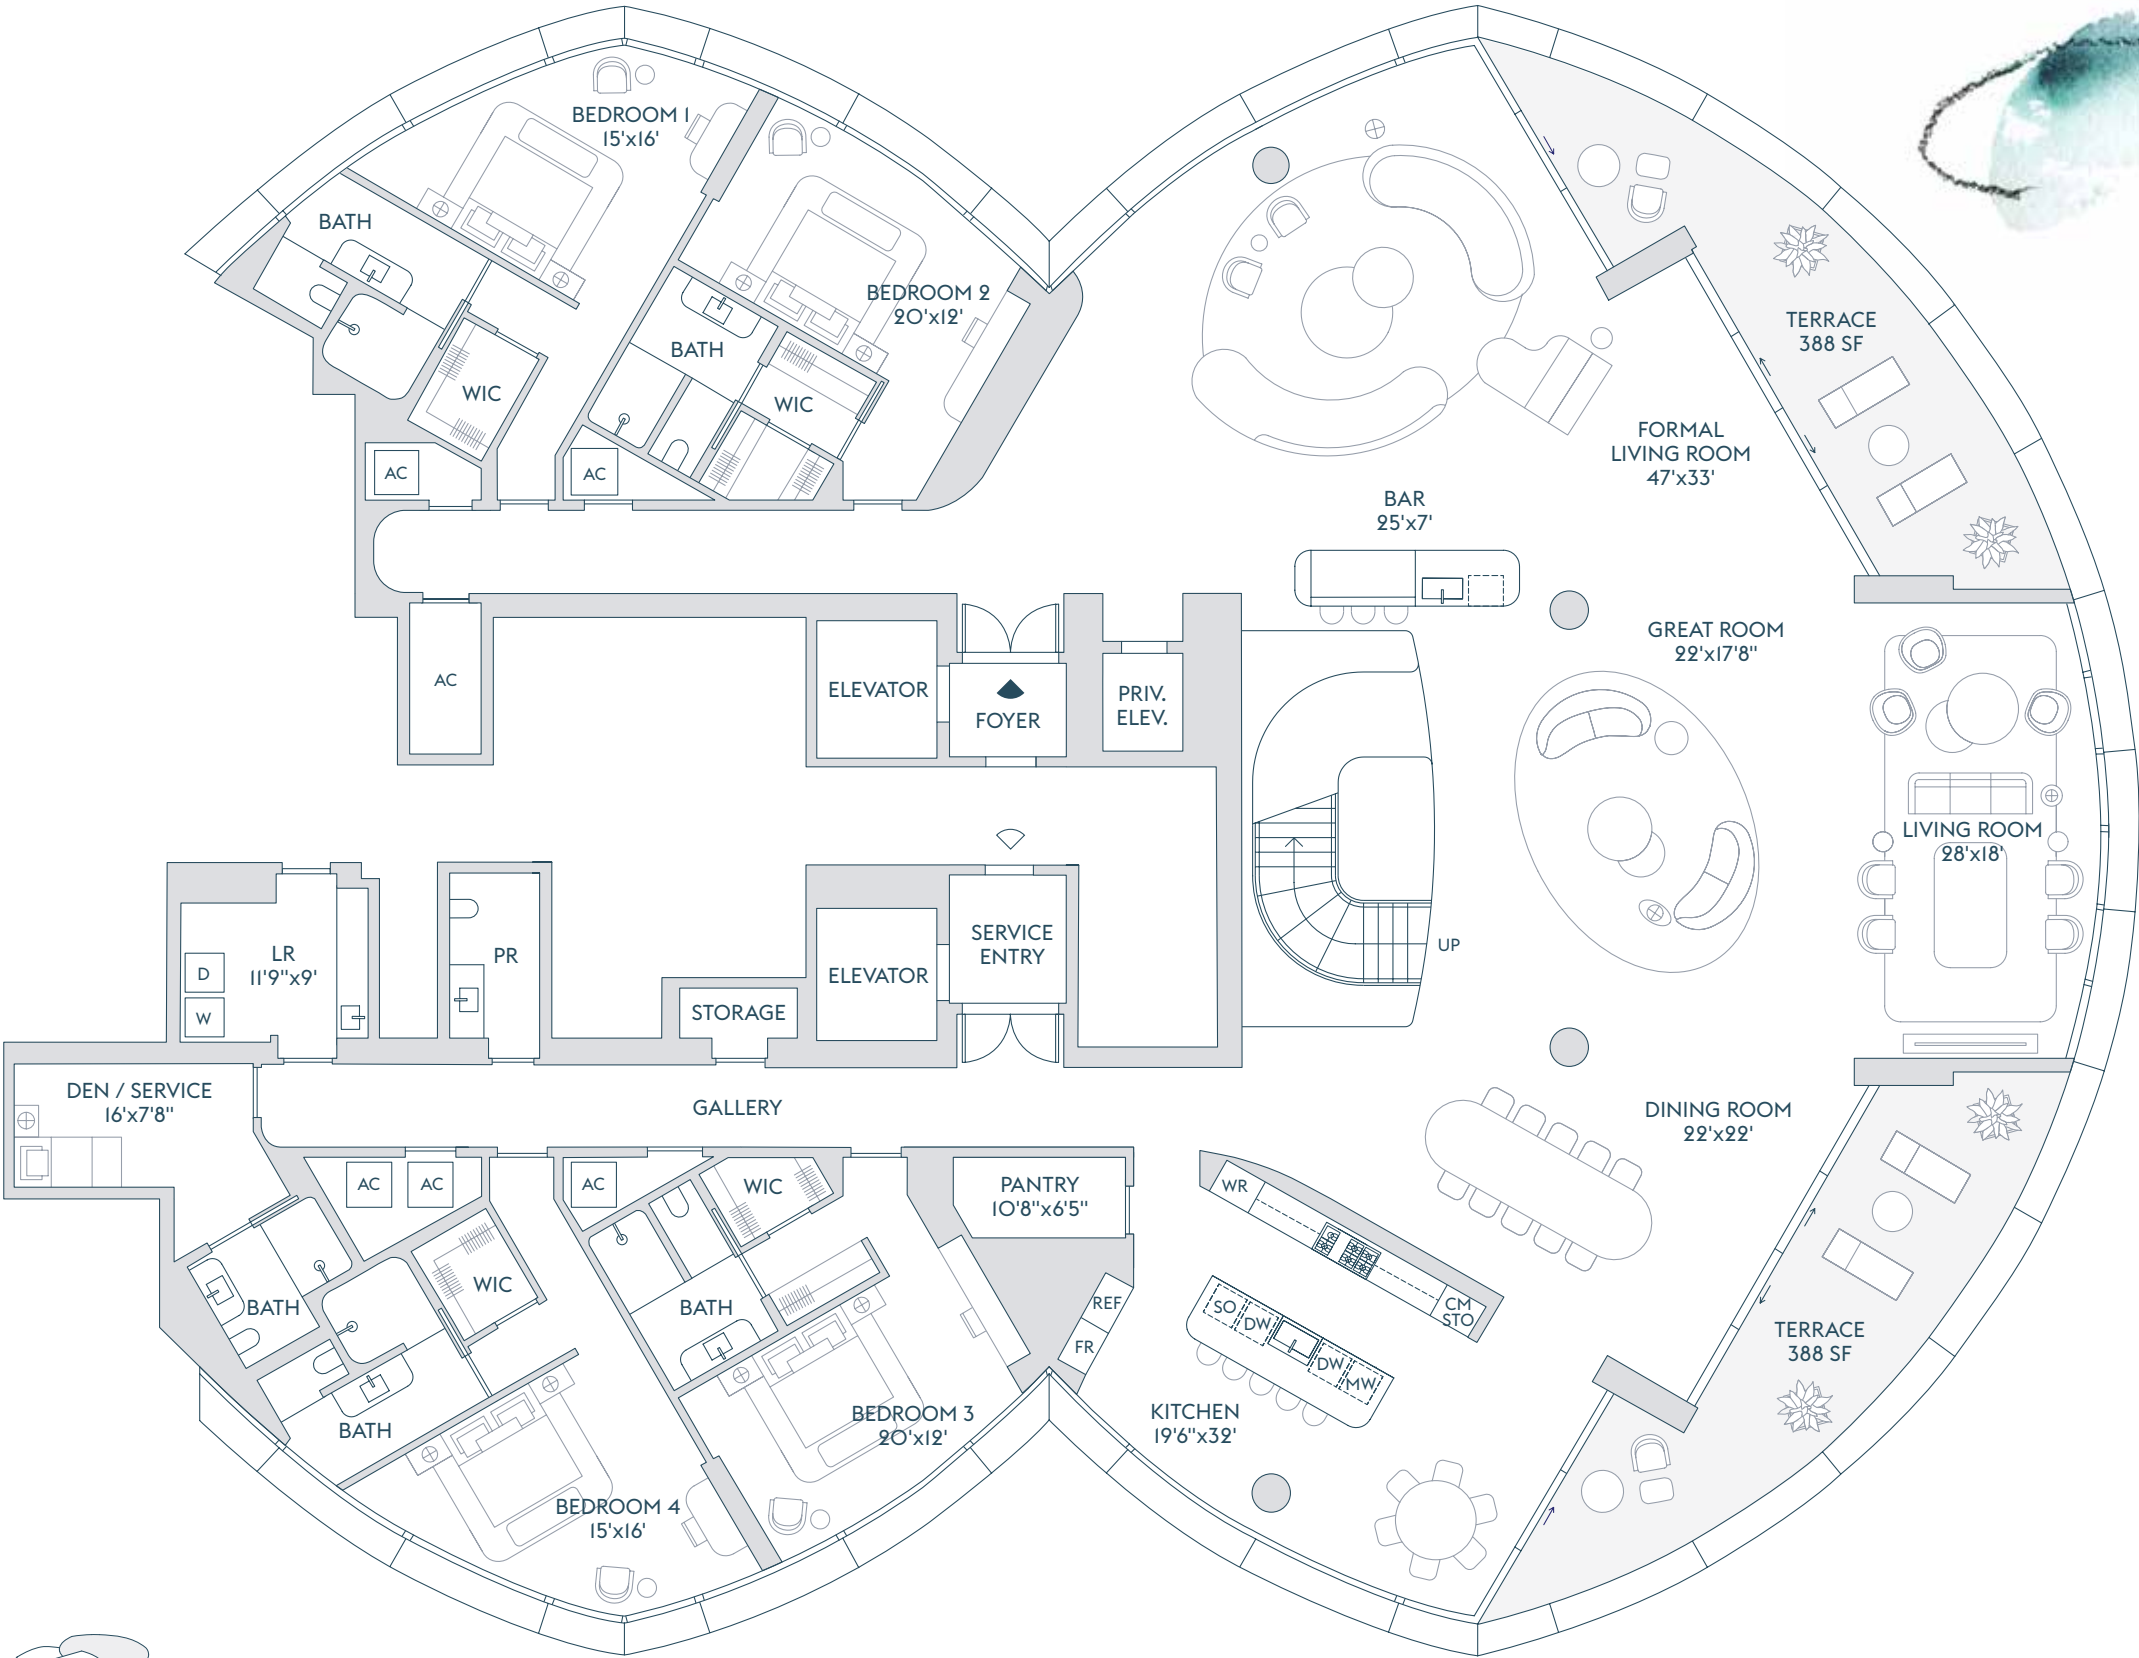 BEDROOM 1
15'x16'
BATH
BEDROOM 2
20'x12'
BATH
WIC
WIC
AC
AC
TERRACE
388 SF
FORMAL
LIVING ROOM
47'x33'
BAR
25'x7'
GREAT ROOM
22'x17'8"
AC
ELEVATOR
FOYER
PRIV.
ELEV.
LIVING ROOM
28'x18'
LR
11'9"x9'
D
W
PR
STORAGE
ELEVATOR
SERVICE
ENTRY
UP
DEN / SERVICE
16'x7'8"
GALLERY
DINING ROOM
22'x22'
AC
AC
AC
WIC
PANTRY
10'8"x6'5"
WR
WIC
BATH
BATH
REF
FR
SO
DW
DW
MW
CM
STO
TERRACE
388 SF
BATH
BEDROOM 3
20'x12'
KITCHEN
19'6"x32'
BEDROOM 4
15'x16'